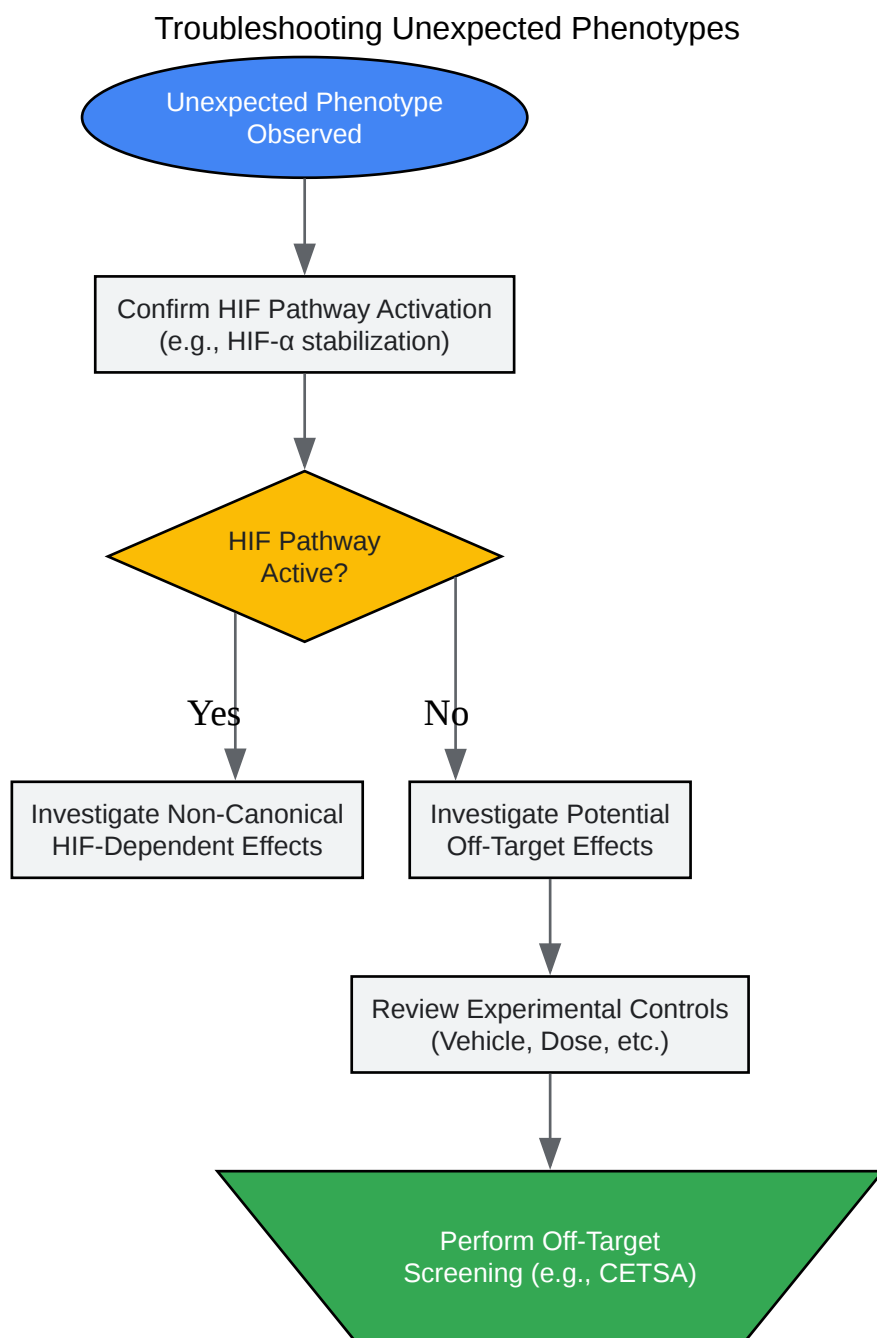 Troubleshooting Unexpected Phenotypes
Unexpected Phenotype
Observed
Confirm HIF Pathway Activation
(e.g., HIF-α stabilization)
HIF Pathway
Active?
Yes
No
Investigate Non-Canonical
HIF-Dependent Effects
Investigate Potential
Off-Target Effects
Review Experimental Controls
(Vehicle, Dose, etc.)
Perform Off-Target
Screening (e.g., CETSA)